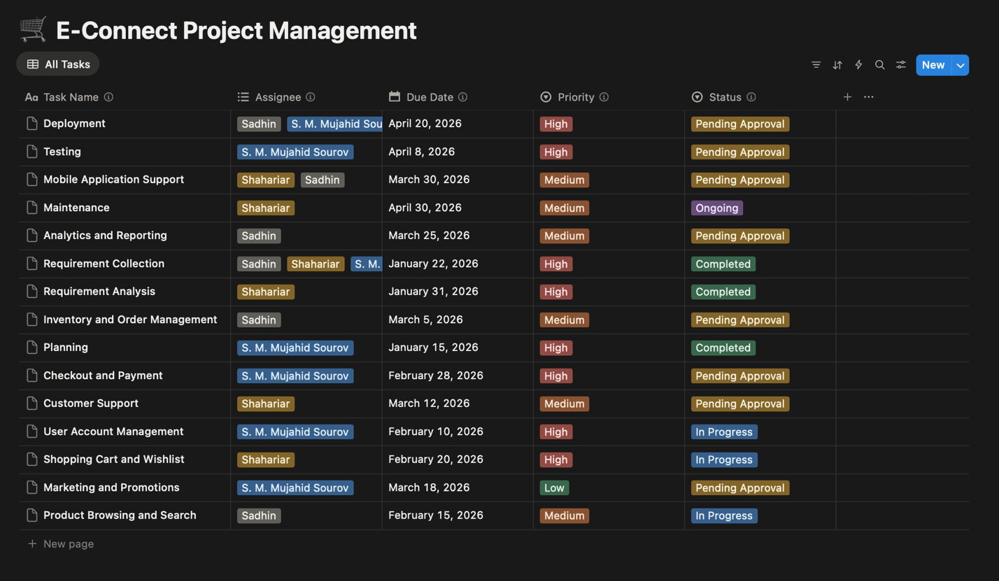 E-Connect Project Management
All Tasks
New
Aa Task Name Assignee Due Date Priority Status
Deployment Sadhin S. M. Mujahid Sou April 20, 2026 High Pending Approval
Testing S. M. Mujahid Sourov April 8, 2026 High Pending Approval
Mobile Application Support Shahariar Sadhin March 30, 2026 Medium Pending Approval
Maintenance Shahariar April 30, 2026 Medium Ongoing
Analytics and Reporting Sadhin March 25, 2026 Medium Pending Approval
Requirement Collection Sadhin Shahariar S. M. January 22, 2026 High Completed
Requirement Analysis Shahariar January 31, 2026 High Completed
Inventory and Order Management Sadhin March 5, 2026 Medium Pending Approval
Planning S. M. Mujahid Sourov January 15, 2026 High Completed
Checkout and Payment S. M. Mujahid Sourov February 28, 2026 High Pending Approval
Customer Support Shahariar March 12, 2026 Medium Pending Approval
User Account Management S. M. Mujahid Sourov February 10, 2026 High In Progress
Shopping Cart and Wishlist Shahariar February 20, 2026 High In Progress
Marketing and Promotions S. M. Mujahid Sourov March 18, 2026 Low Pending Approval
Product Browsing and Search Sadhin February 15, 2026 Medium In Progress
New page